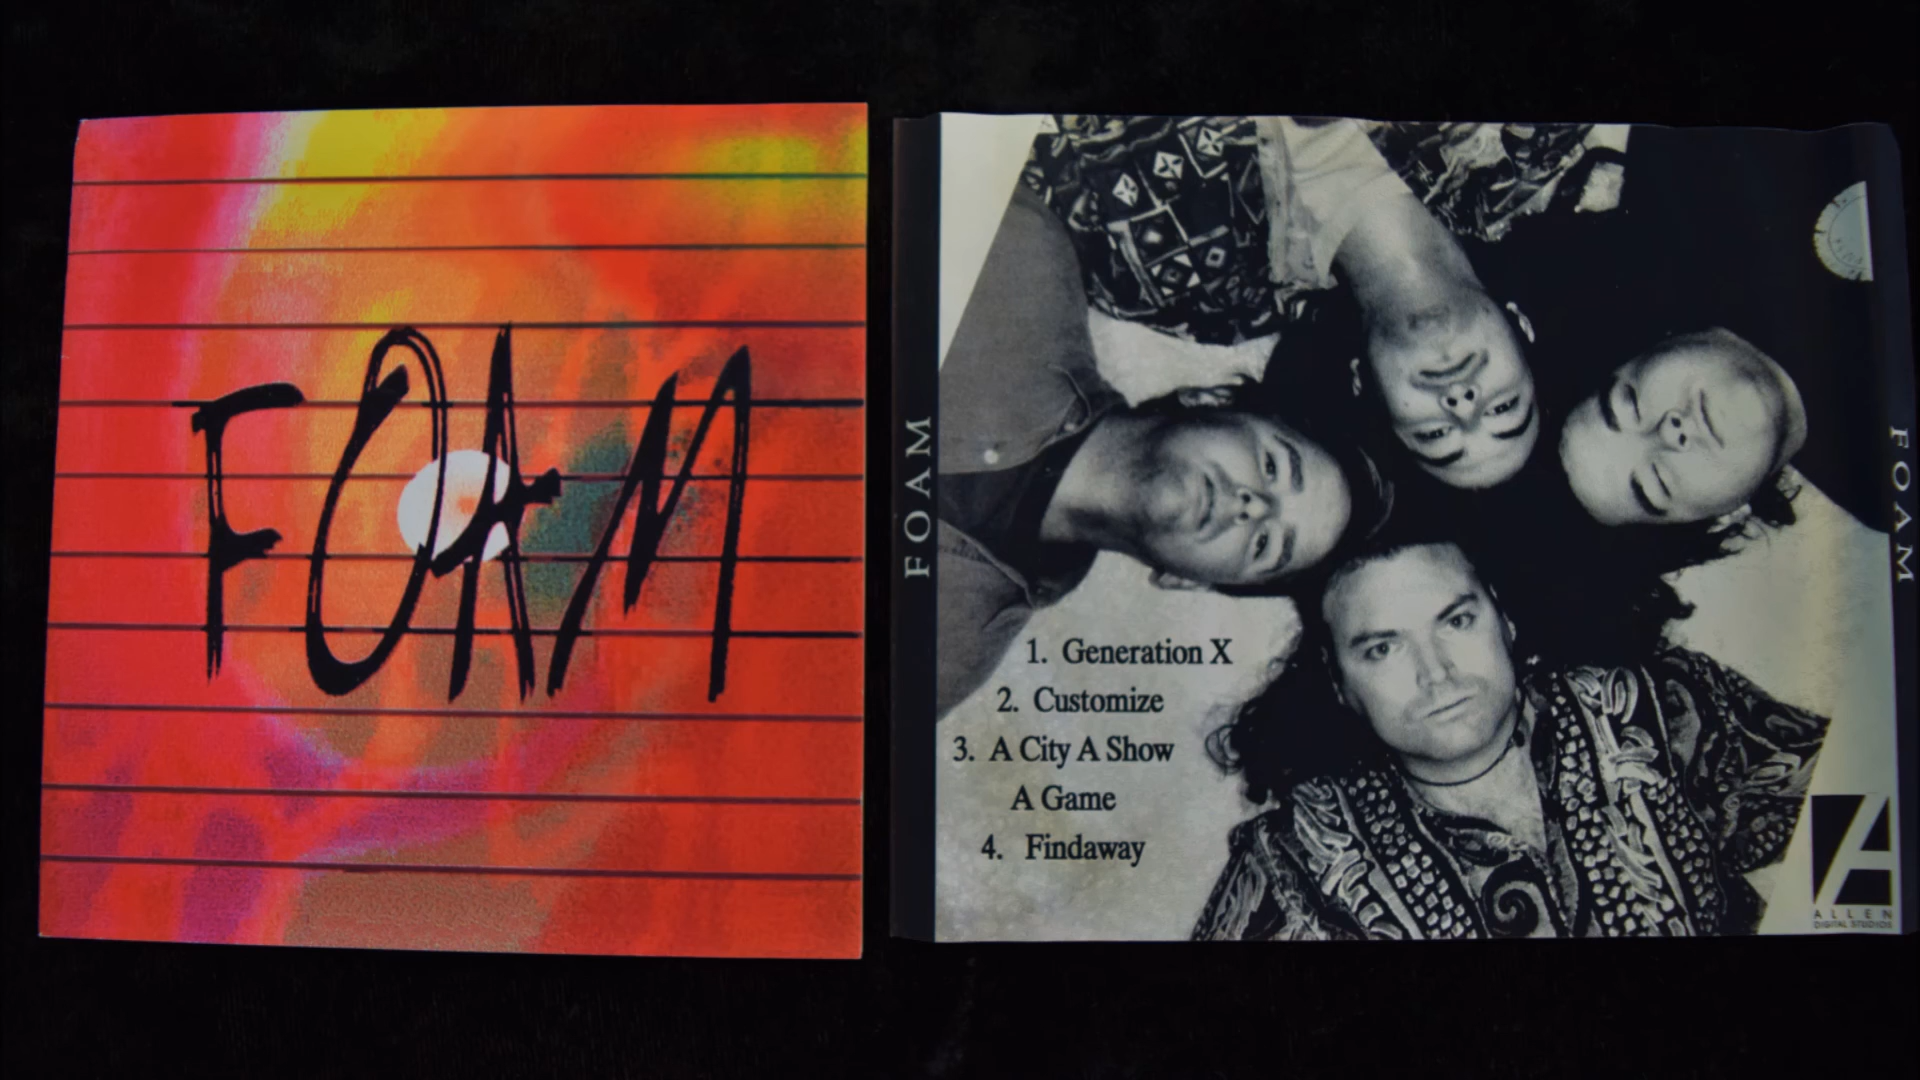 FOAM
FOAM
1. Generation X
2. Customize
3. A City A Show
A Game
4. Findaway
FOAM
ALLEN
DIGITAL STUDIOS